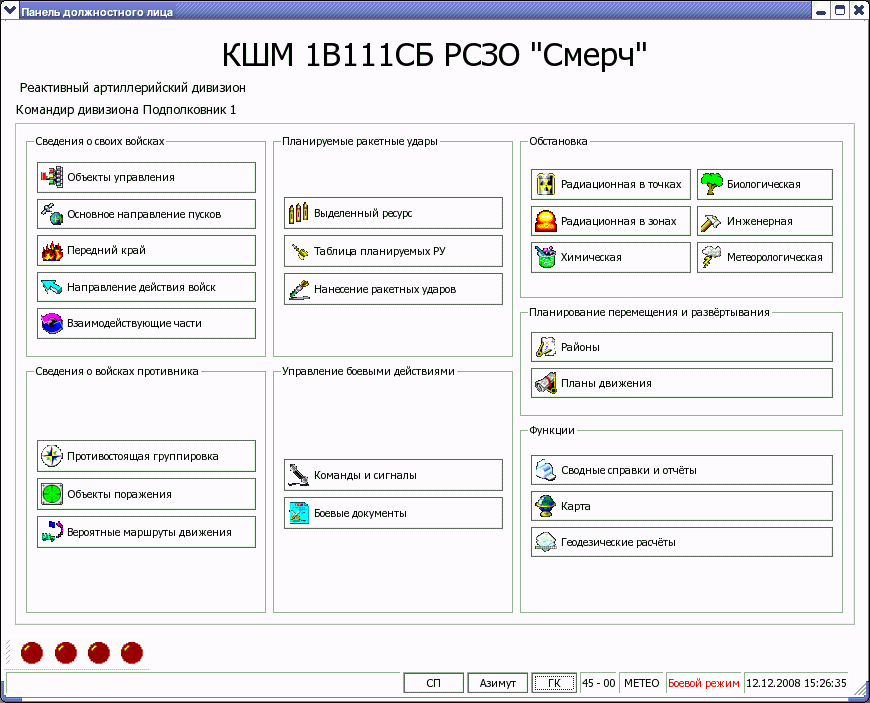 Панель должностного лица
КШМ 1В111СБ РСЗО "Смерч"
Реактивный артиллерийский дивизион
Командир дивизиона Подполковник 1
Сведения о своих войсках
Объекты управления
Основное направление пусков
Передний край
Направление действия войск
Взаимодействующие части
Планируемые ракетные удары
Выделенный ресурс
Таблица планируемых РУ
Нанесение ракетных ударов
Обстановка
Радиационная в точках
Биологическая
Радиационная в зонах
Инженерная
Химическая
Метеорологическая
Планирование перемещения и развёртывания
Районы
Планы движения
Сведения о войсках противника
Противостоящая группировка
Объекты поражения
Вероятные маршруты движения
Управление боевыми действиями
Команды и сигналы
Боевые документы
Функции
Сводные справки и отчёты
Карта
Геодезические расчёты
СП
Азимут
ГК
45 - 00
МЕТЕО
Боевой режим
12.12.2008 15:26:35